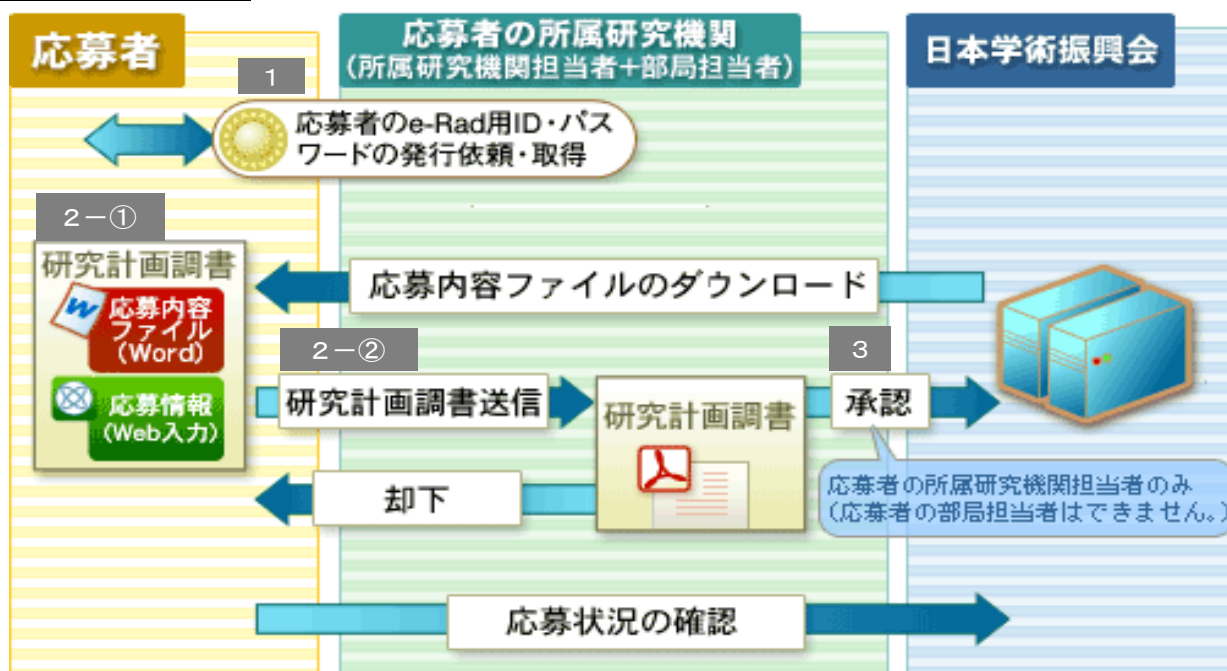 応募者
応募者の所属研究機関
(所属研究機関担当者+部局担当者)
日本学術振興会
1
応募者のe-Rad用ID・パス
ワードの発行依頼・取得
2-①
研究計画調書
W
応募内容
ファイル
(Word)
応募情報
(Web入力)
応募内容ファイルのダウンロード
2-②
研究計画調書送信
研究計画調書
3
承認
応募者の所属研究機関担当者のみ
(応募者の部局担当者はできません。)
却下
応募状況の確認